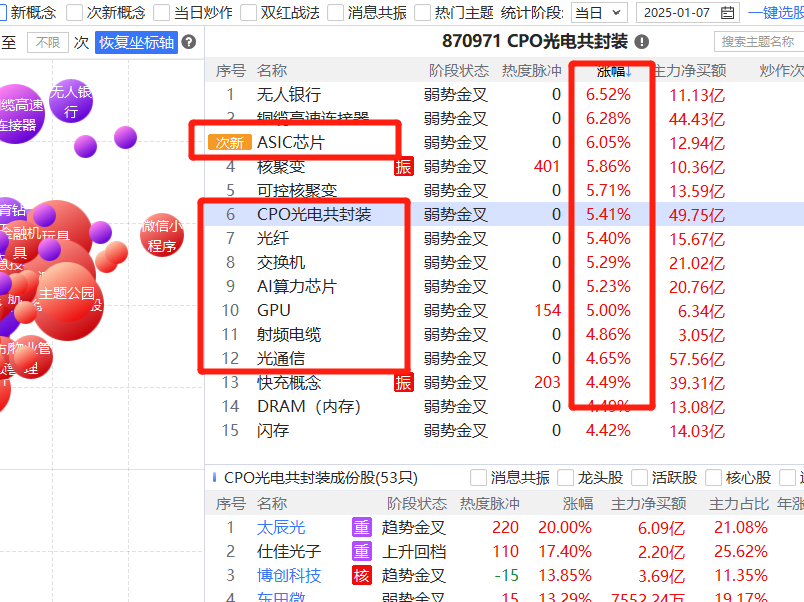 新概念 次新概念 当日炒作 双红战法 消息共振 热门主题 统计阶段: 当日 2025-01-07 一键选股
至 不限 次 恢复坐标轴 ?
870971 CPO光电共封装 ! 搜索主题名称
序号 名称 阶段状态 热度脉冲 涨幅↓ 主力净买额 炒作次
1 无人银行 弱势金叉 0 6.52% 11.13亿
2 铜缆高速连接器 弱势金叉 0 6.28% 44.43亿
次新 ASIC芯片 弱势金叉 0 6.05% 12.94亿
4 核聚变 振 弱势金叉 401 5.86% 10.36亿
5 可控核聚变 弱势金叉 0 5.71% 13.59亿
6 CPO光电共封装 弱势金叉 0 5.41% 49.75亿
7 光纤 弱势金叉 0 5.40% 15.67亿
8 交换机 弱势金叉 0 5.29% 21.02亿
9 AI算力芯片 弱势金叉 0 5.23% 20.76亿
10 GPU 弱势金叉 154 5.00% 6.34亿
11 射频电缆 弱势金叉 0 4.86% 3.05亿
12 光通信 弱势金叉 0 4.65% 57.56亿
13 快充概念 振 弱势金叉 203 4.49% 39.31亿
14 DRAM（内存） 弱势金叉 0 4.49% 13.08亿
15 闪存 弱势金叉 0 4.42% 14.03亿
CPO光电共封装成份股(53只) 消息共振 龙头股 活跃股 核心股
序号 名称 阶段状态 热度脉冲 涨幅 主力净买额 主力占比 年涨
1 太辰光 重 趋势金叉 220 20.00% 6.09亿 21.08%
2 仕佳光子 重 上升回档 110 17.40% 2.20亿 25.62%
3 博创科技 核 趋势金叉 -15 13.85% 3.69亿 11.35%
4 东田微 弱势金叉 15 13.29% 7552.24万 19.17%
缆高速
连接器
无人银
行
微信小
程序
育钻
金融机
具
玩具
主题公园
股
物业管
理